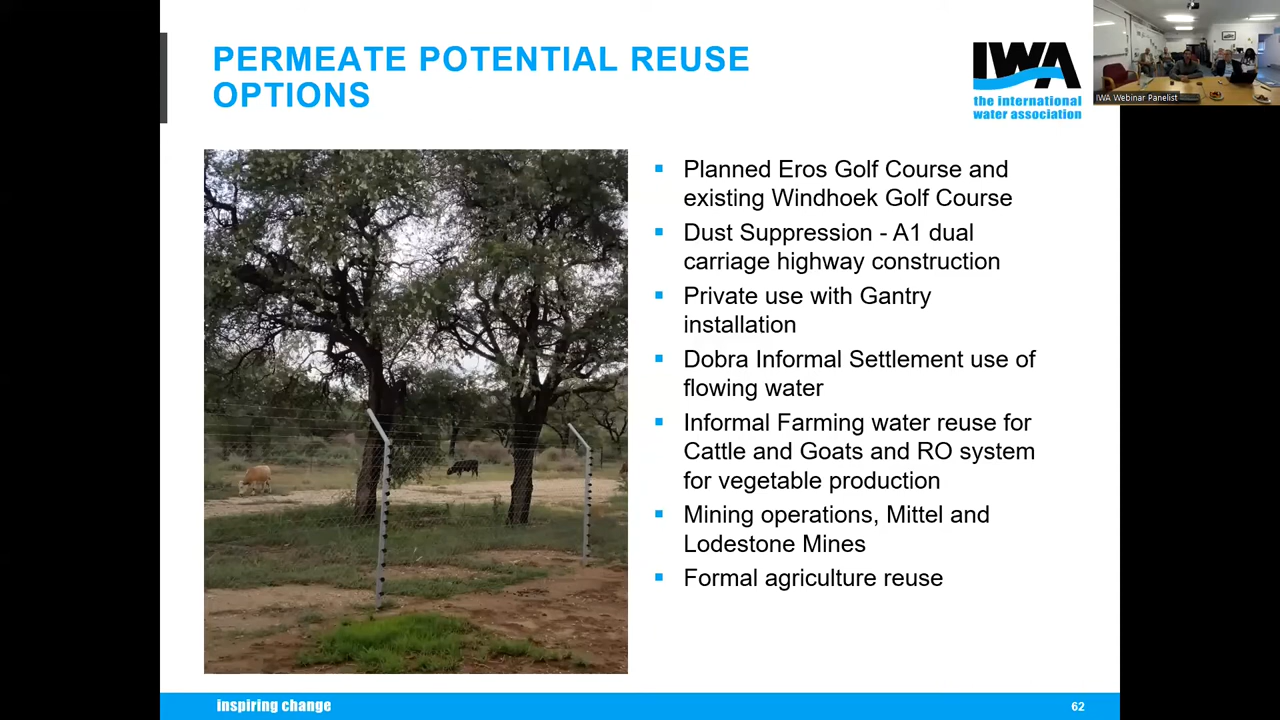 PERMEATE POTENTIAL REUSE
OPTIONS
IWA
the international
water association
IWA Webinar Panelist
▪ Planned Eros Golf Course and
existing Windhoek Golf Course
▪ Dust Suppression - A1 dual
carriage highway construction
▪ Private use with Gantry
installation
▪ Dobra Informal Settlement use of
flowing water
▪ Informal Farming water reuse for
Cattle and Goats and RO system
for vegetable production
▪ Mining operations, Mittel and
Lodestone Mines
▪ Formal agriculture reuse
inspiring change
62